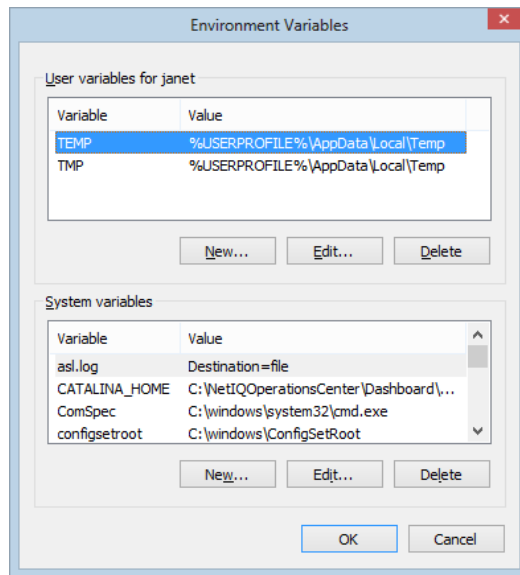 Environment Variables
x
User variables for janet
Variable Value
TEMP %USERPROFILE%\AppData\Local\Temp
TMP %USERPROFILE%\AppData\Local\Temp
New... Edit... Delete
System variables
Variable Value
asl.log Destination=file
CATALINA_HOME C:\NetIQOperationsCenter\Dashboard\...
ComSpec C:\windows\system32\cmd.exe
configsetroot C:\windows\ConfigSetRoot
New... Edit... Delete
OK Cancel